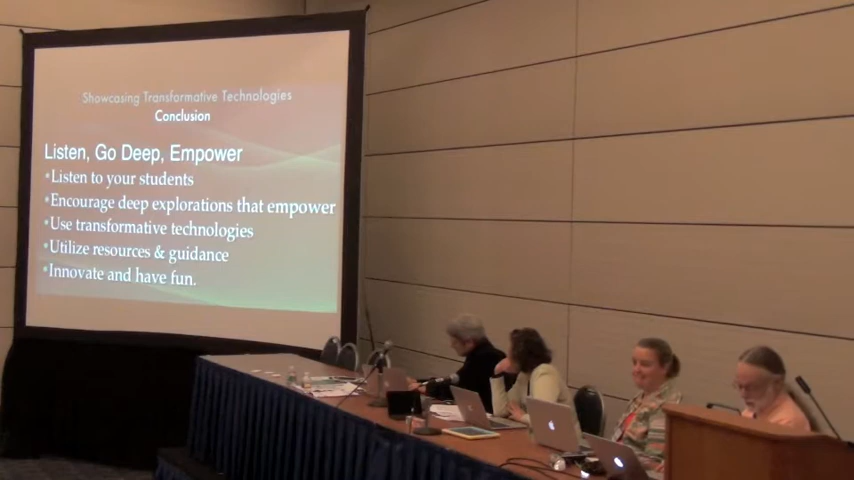 Showcasing Transformative Technologies
Conclusion
Listen, Go Deep, Empower
•Listen to your students
•Encourage deep explorations that empower
•Use transformative technologies
•Utilize resources & guidance
•Innovate and have fun.